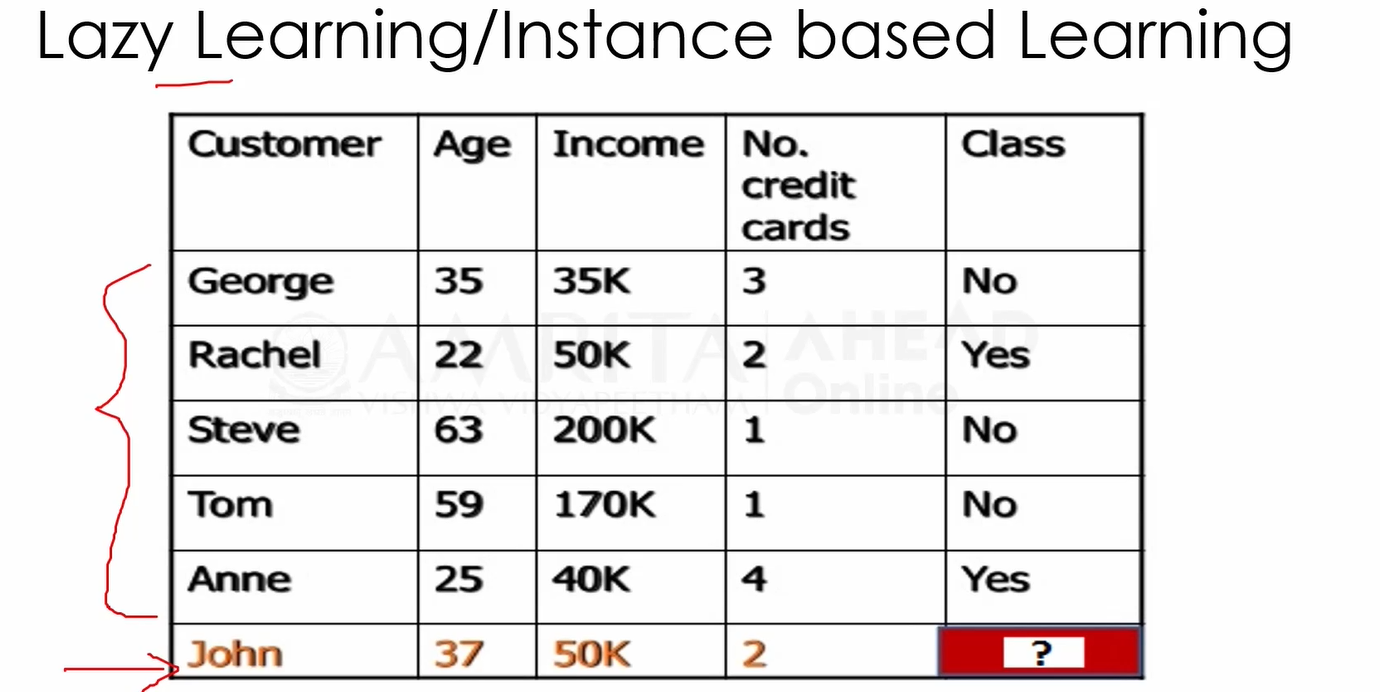 Lazy Learning/Instance based Learning
Customer Age Income No. credit cards Class
George 35 35K 3 No
Rachel 22 50K 2 Yes
Steve 63 200K 1 No
Tom 59 170K 1 No
Anne 25 40K 4 Yes
John 37 50K 2 ?
AMRITA AHEAD
VISHWA VIDYAPEETHAM Online